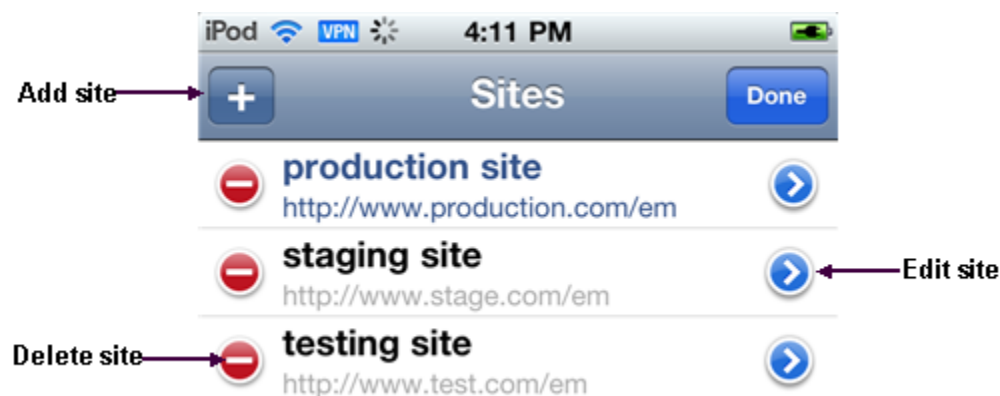 iPod VPN 4:11 PM
Add site + Sites Done
production site
http://www.production.com/em
staging site
http://www.stage.com/em
Edit site
testing site
http://www.test.com/em
Delete site